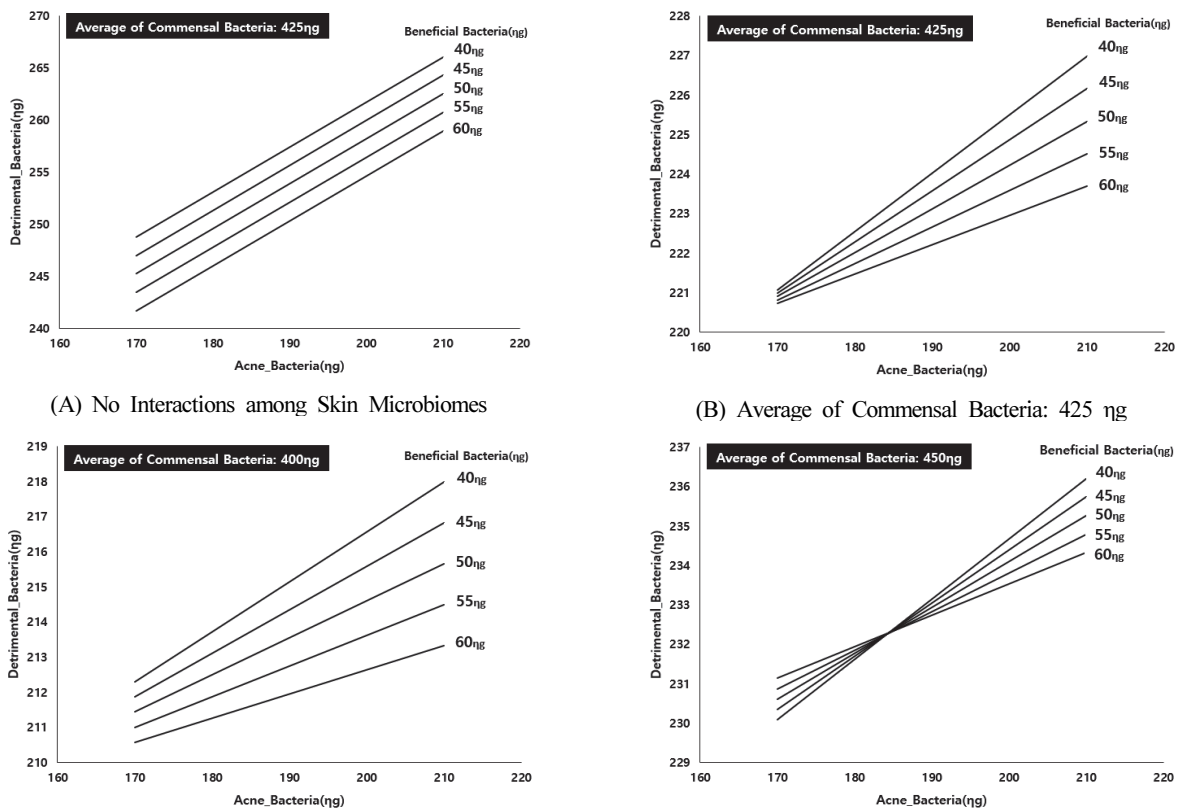 Average of Commensal Bacteria: 425ηg
Beneficial Bacteria(ηg)
270
265
260
255
250
245
240
40ηg
45ηg
50ηg
55ηg
60ηg
Detrimental_Bacteria(ηg)
160 170 180 190 200 210 220
Acne_Bacteria(ηg)
(A) No Interactions among Skin Microbiomes
Average of Commensal Bacteria: 425ηg
Beneficial Bacteria(ηg)
228
227
226
225
224
223
222
221
220
40ηg
45ηg
50ηg
55ηg
60ηg
Detrimental_Bacteria(ηg)
160 170 180 190 200 210 220
Acne_Bacteria(ηg)
(B) Average of Commensal Bacteria: 425 ηg
Average of Commensal Bacteria: 400ηg
Beneficial Bacteria(ηg)
219
218
217
216
215
214
213
212
211
210
40ηg
45ηg
50ηg
55ηg
60ηg
Detrimental_Bacteria(ηg)
160 170 180 190 200 210 220
Acne_Bacteria(ηg)
Average of Commensal Bacteria: 450ηg
Beneficial Bacteria(ηg)
237
236
235
234
233
232
231
230
229
40ηg
45ηg
50ηg
55ηg
60ηg
Detrimental_Bacteria(ηg)
160 170 180 190 200 210 220
Acne_Bacteria(ηg)